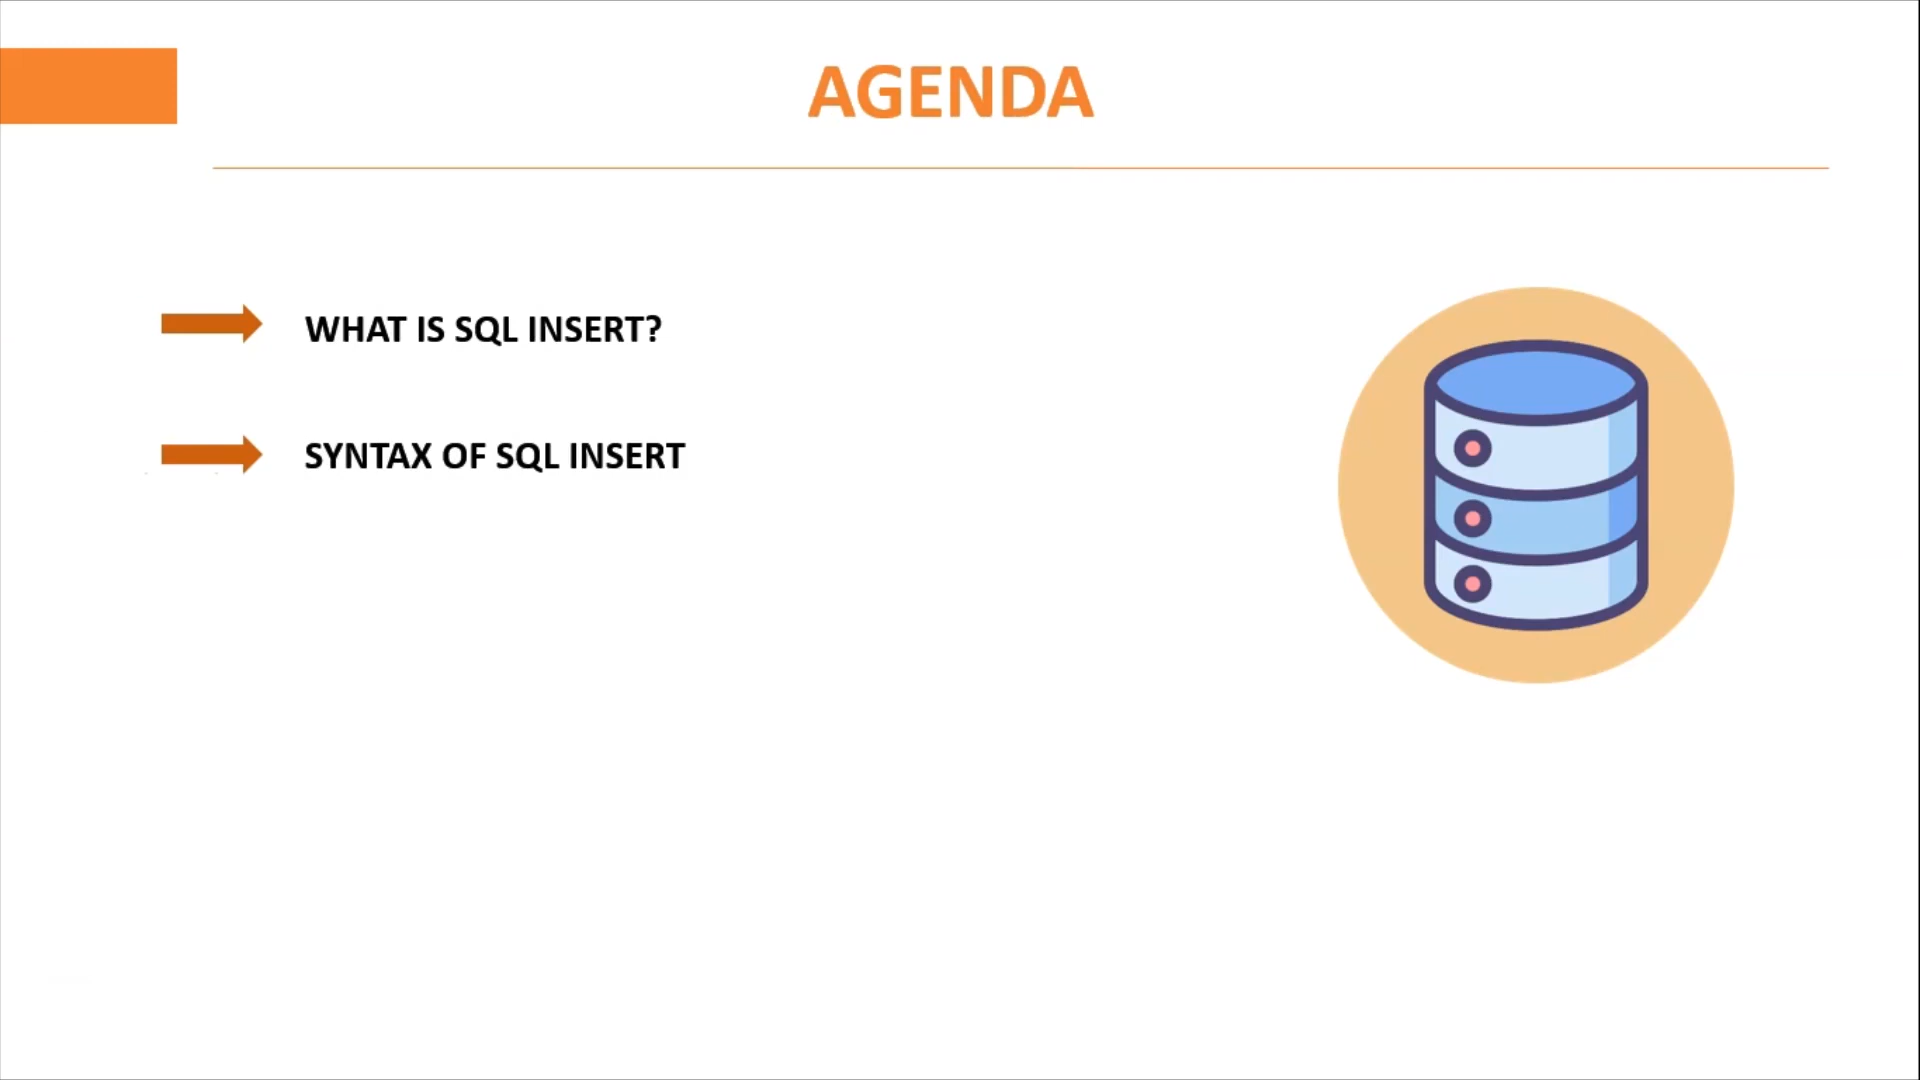 AGENDA
WHAT IS SQL INSERT?
SYNTAX OF SQL INSERT